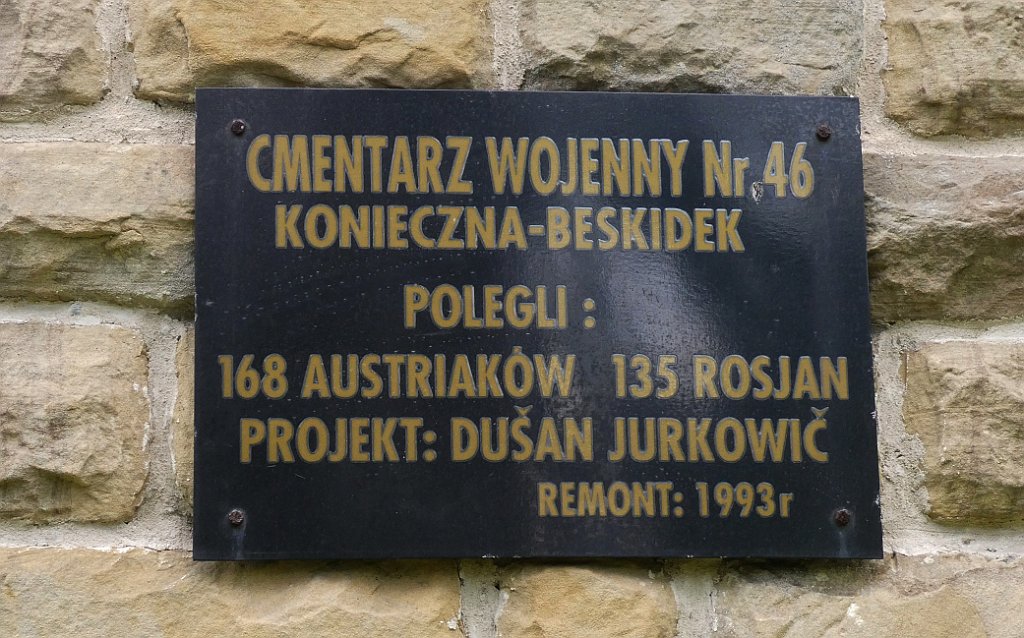 CMENTARZ WOJENNY Nr 46
KONIECZNA-BESKIDEK
POLEGLI :
168 AUSTRIAKÓW 135 ROSJAN
PROJEKT: DUŠAN JURKOWIČ
REMONT: 1993r